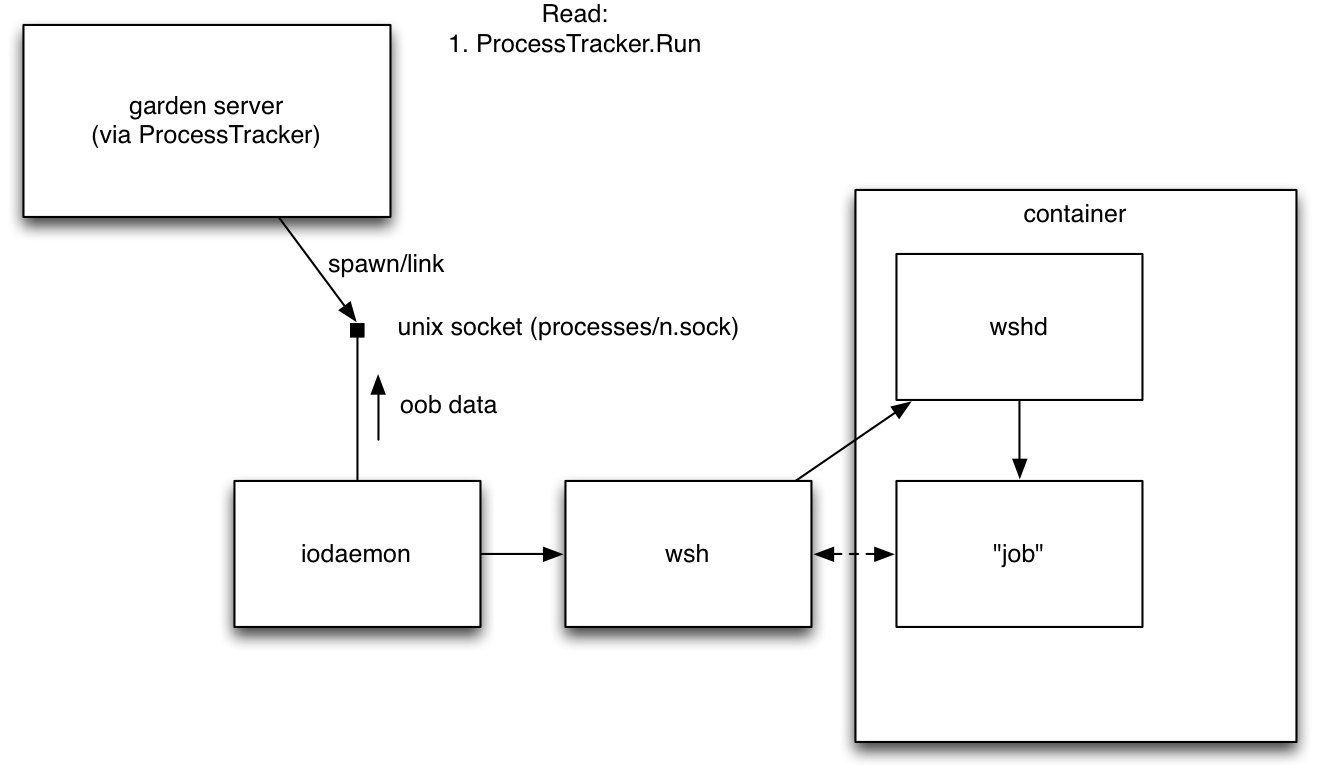 Read:
1. ProcessTracker.Run
garden server
(via ProcessTracker)
container
spawn/link
unix socket (processes/n.sock)
wshd
oob data
iodaemon
wsh
"job"